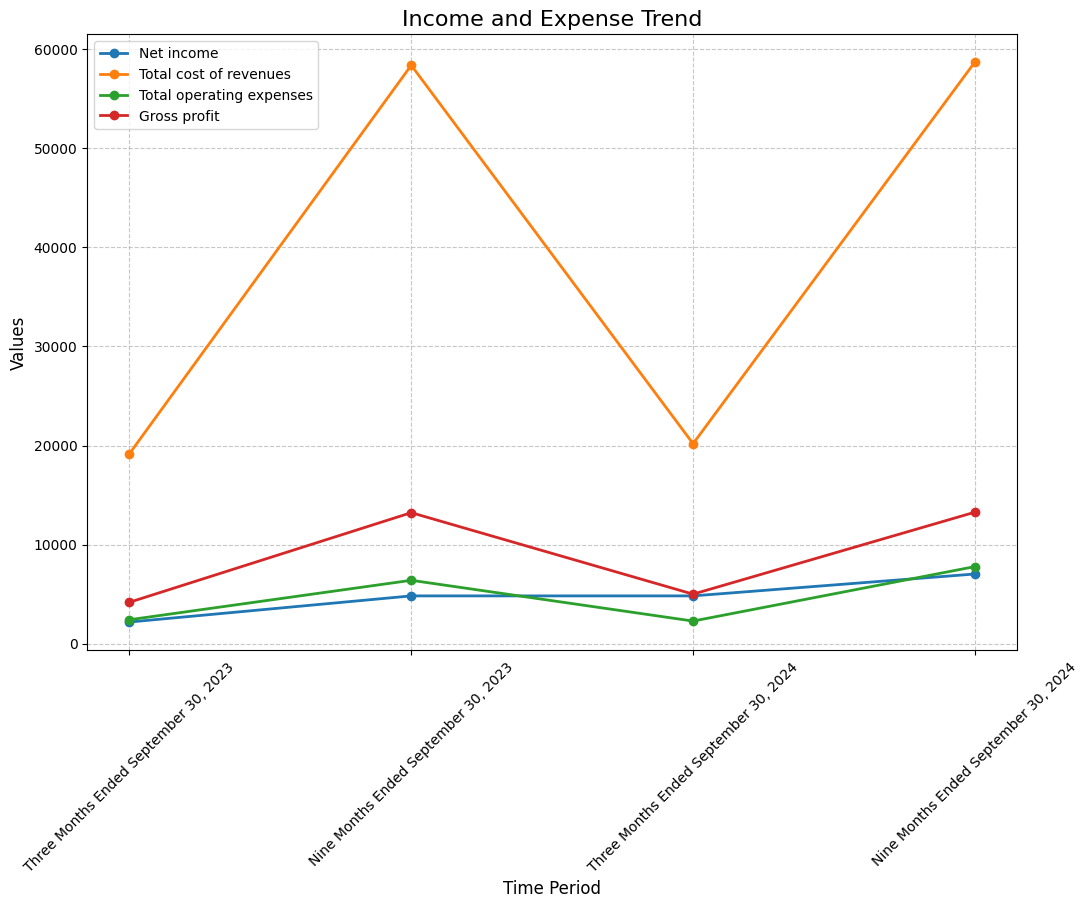 Income and Expense Trend
Net income
Total cost of revenues
Total operating expenses
Gross profit
60000
50000
40000
30000
20000
10000
0
Values
Three Months Ended September 30, 2023
Nine Months Ended September 30, 2023
Three Months Ended September 30, 2024
Nine Months Ended September 30, 2024
Time Period